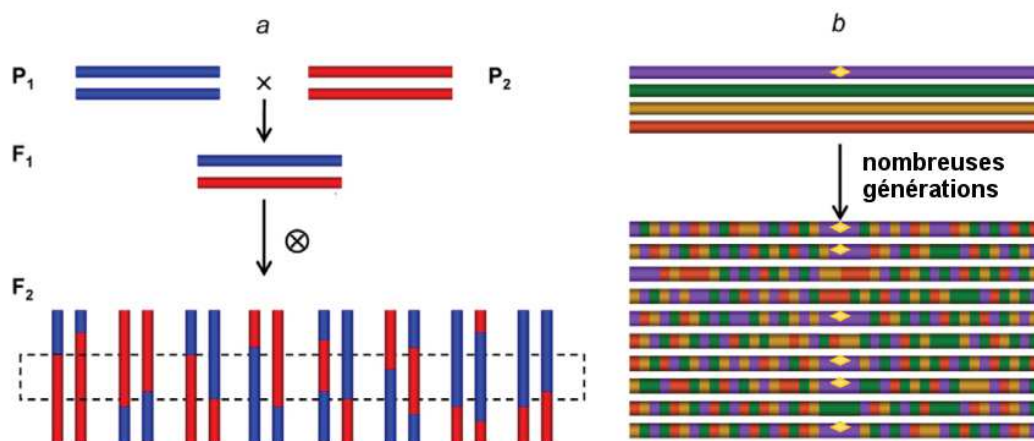 a
b
P₁
×
P₂
F₁
nombreuses
générations
⊗
F₂